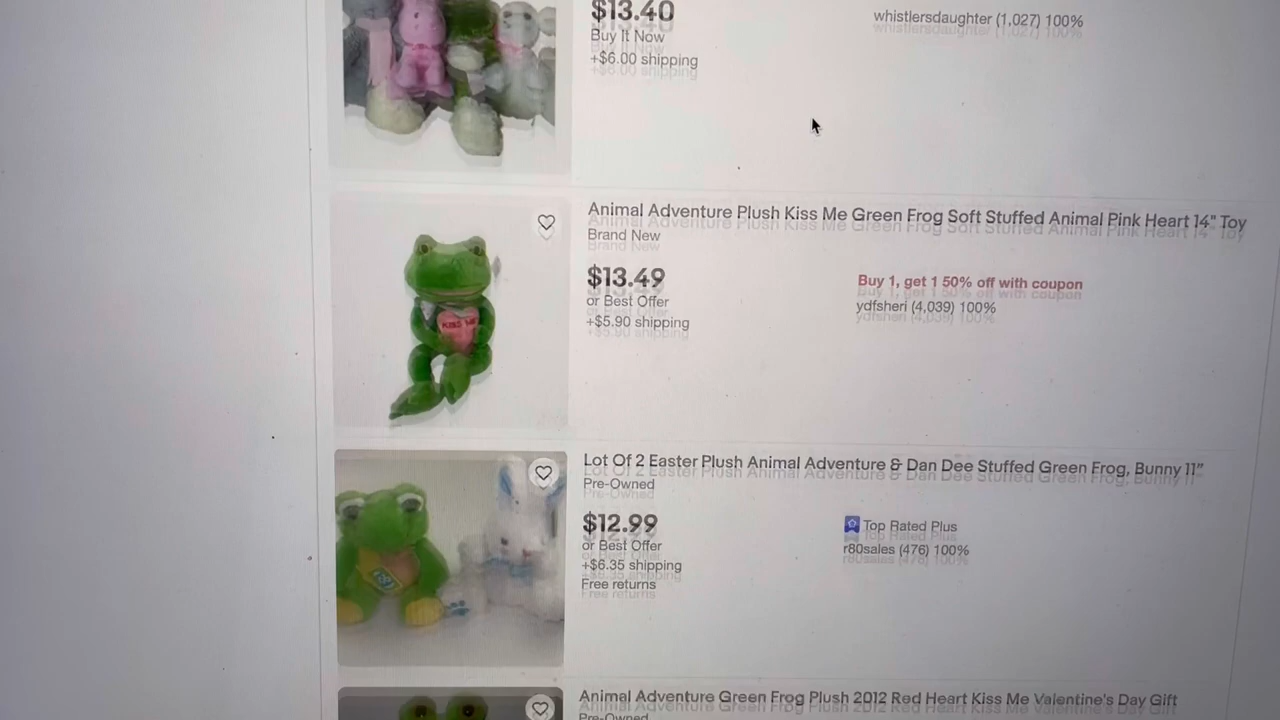 $13.40
Buy It Now
+$6.00 shipping
whistlersdaughter (1,027) 100%
Animal Adventure Plush Kiss Me Green Frog Soft Stuffed Animal Pink Heart 14" Toy
Brand New
$13.49
or Best Offer
+$5.90 shipping
Buy 1, get 1 50% off with coupon
ydfsheri (4,039) 100%
KISS ME
Lot Of 2 Easter Plush Animal Adventure & Dan Dee Stuffed Green Frog, Bunny 11"
Pre-Owned
$12.99
or Best Offer
+$6.35 shipping
Free returns
Top Rated Plus
r80sales (476) 100%
Animal Adventure Green Frog Plush 2012 Red Heart Kiss Me Valentine's Day Gift
Pre-Owned